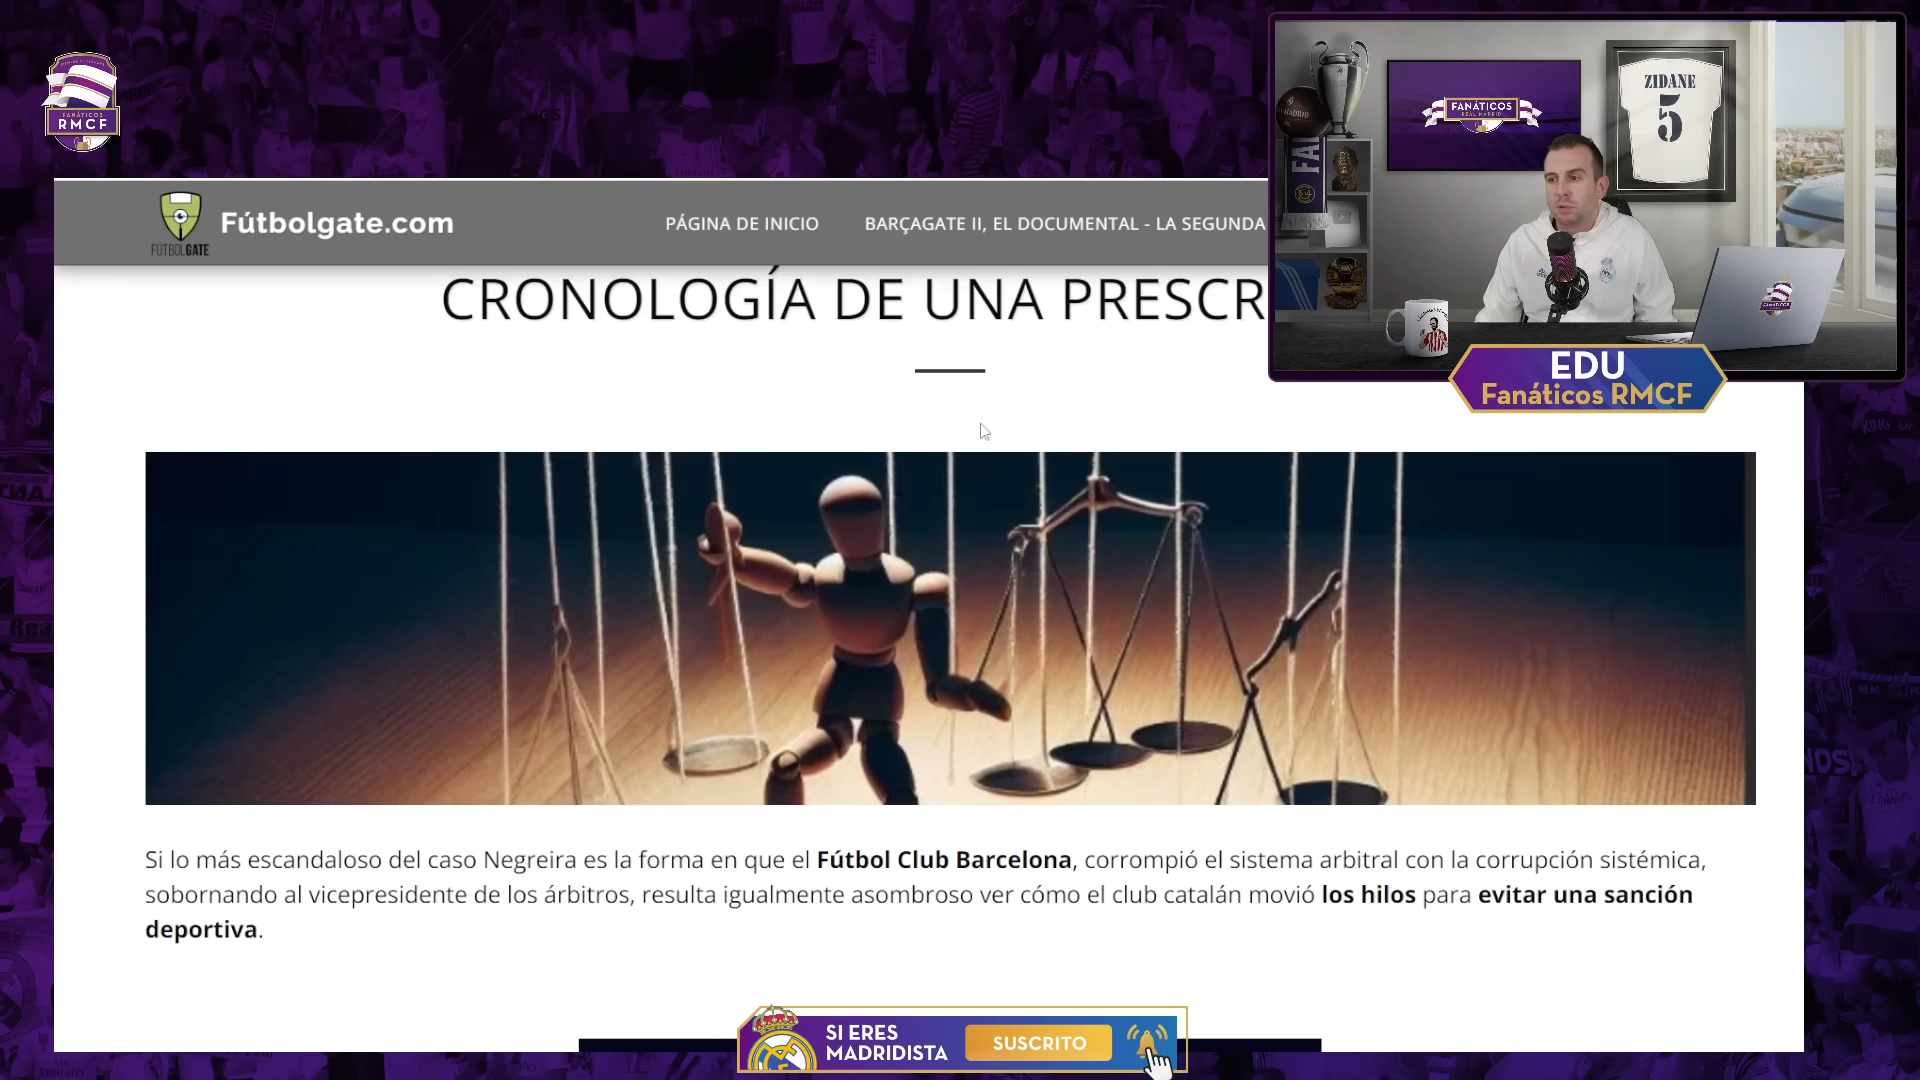 FANÁTICOS
RMCF
FÚTBOLGATE
Fútbolgate.com
PÁGINA DE INICIO
BARÇAGATE II, EL DOCUMENTAL - LA SEGUNDA
CRONOLOGÍA DE UNA PRESCR
FANÁTICOS
REAL MADRID
ZIDANE
5
FA
EDU
Fanáticos RMCF
Si lo más escandaloso del caso Negreira es la forma en que el Fútbol Club Barcelona, corrompió el sistema arbitral con la corrupción sistémica,
sobornando al vicepresidente de los árbitros, resulta igualmente asombroso ver cómo el club catalán movió los hilos para evitar una sanción
deportiva.
SI ERES
MADRIDISTA
SUSCRITO